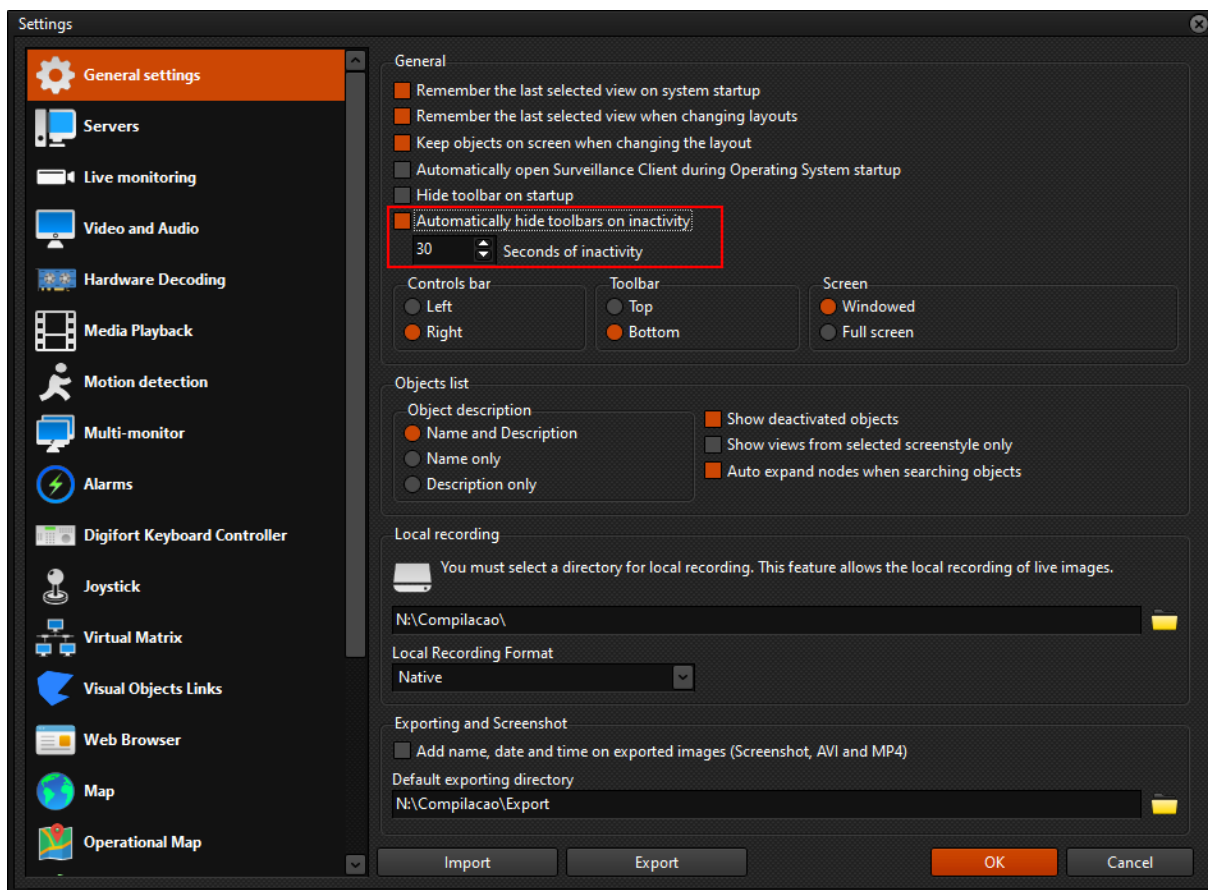 Settings
General settings
Servers
Live monitoring
Video and Audio
Hardware Decoding
Media Playback
Motion detection
Multi-monitor
Alarms
Digifort Keyboard Controller
Joystick
Virtual Matrix
Visual Objects Links
Web Browser
Map
Operational Map
General
Remember the last selected view on system startup
Remember the last selected view when changing layouts
Keep objects on screen when changing the layout
Automatically open Surveillance Client during Operating System startup
Hide toolbar on startup
Automatically hide toolbars on inactivity
30 Seconds of inactivity
Controls bar
Left
Right
Toolbar
Top
Bottom
Screen
Windowed
Full screen
Objects list
Object description
Name and Description
Name only
Description only
Show deactivated objects
Show views from selected screenstyle only
Auto expand nodes when searching objects
Local recording
You must select a directory for local recording. This feature allows the local recording of live images.
N:\Compilacao\
Local Recording Format
Native
Exporting and Screenshot
Add name, date and time on exported images (Screenshot, AVI and MP4)
Default exporting directory
N:\Compilacao\Export
Import Export OK Cancel